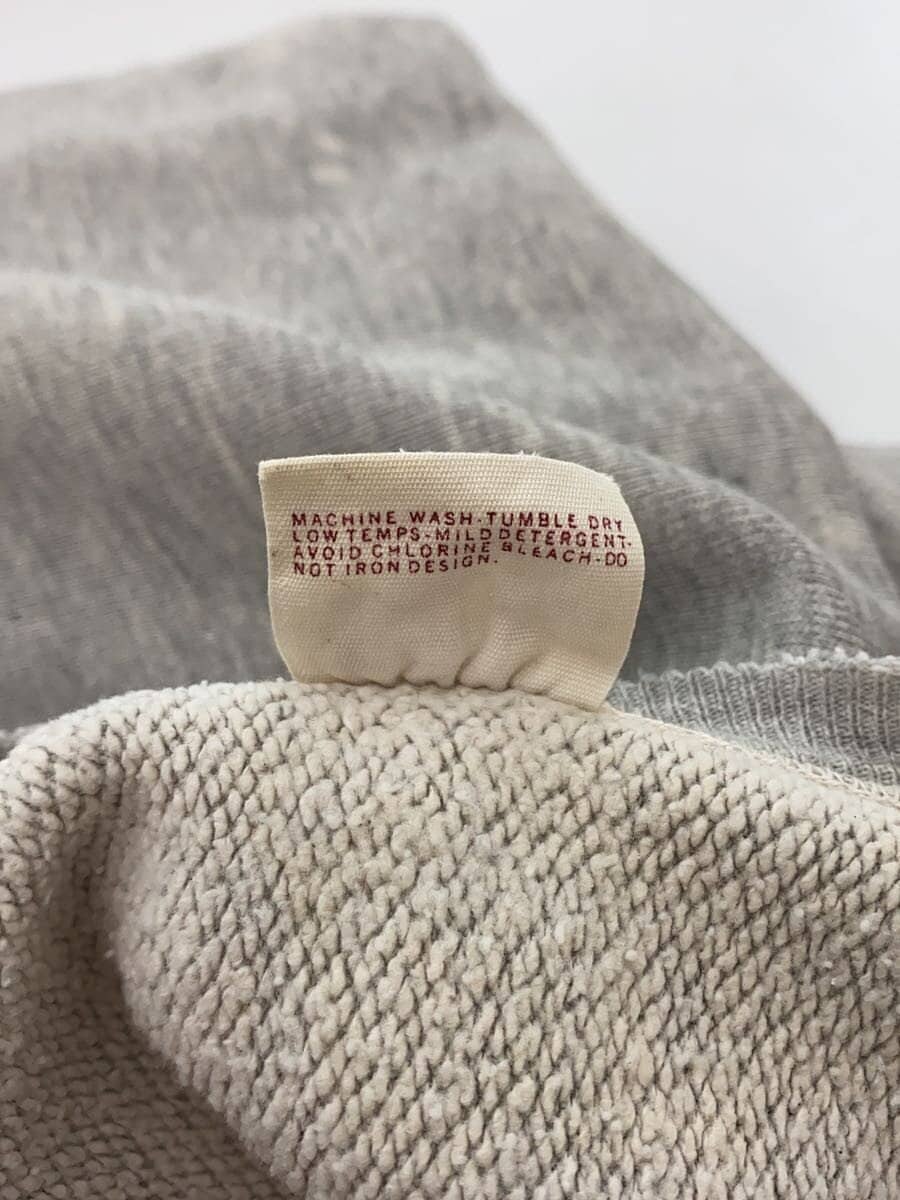 MACHINE WASH-TUMBLE DRY
LOW TEMPS-MILD DETERGENT-
AVOID CHLORINE BLEACH-DO
NOT IRON DESIGN.